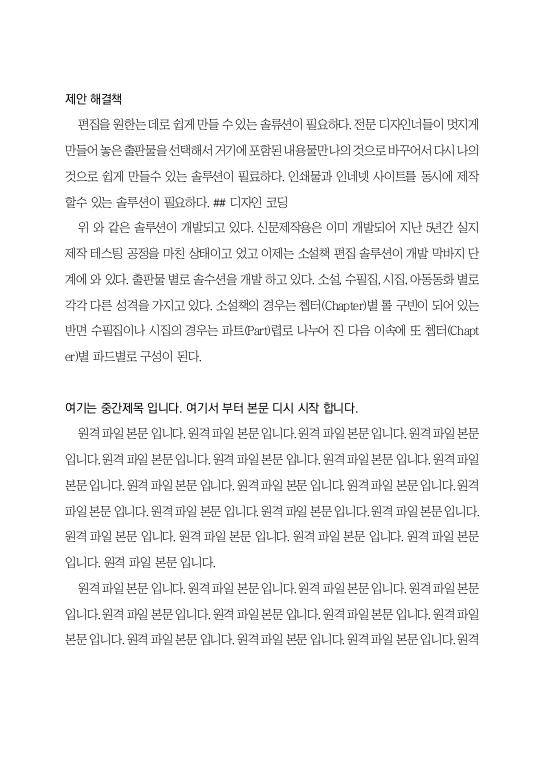 제안 해결책
편집을 원한는 데로 쉽게 만들 수 있는 솔류션이 필요하다. 전문 디자인너들이 멋지게
만들어 놓은 출판물을 선택해서 거기에 포함된 내용물만 나의 것으로 바꾸어서 다시 나의
것으로 쉽게 만들수 있는 솔루션이 필료하다. 인쇄물과 인네넷 사이트를 동시에 제작
할수 있는 솔루션이 필요하다. ## 디자인 코딩
위 와 같은 솔루션이 개발되고 있다. 신문제작용은 이미 개발되어 지난 5년간 실지
제작 테스팅 공정을 마친 상태이고 었고 이제는 소설책 편집 솔루션이 개발 막바지 단
계에 와 있다. 출판물 별로 솔수션을 개발 하고 있다. 소설, 수필집, 시집, 아동동화 별로
각각 다른 성격을 가지고 있다. 소설책의 경우는 쳅터(Chapter)별 롤 구빈이 되어 있는
반면 수필집이나 시집의 경우는 파트(Part)렵로 나누어 진 다음 이속에 또 쳅터(Chapt
er)별 파드별로 구성이 된다.
여기는 중간제목 입니다. 여기서 부터 본문 디시 시작 합니다.
원격 파일 본문 입니다. 원격 파일 본문 입니다. 원격 파일 본문 입니다. 원격 파일 본문
입니다. 원격 파일 본문 입니다. 원격 파일 본문 입니다. 원격 파일 본문 입니다. 원격 파일
본문 입니다. 원격 파일 본문 입니다. 원격 파일 본문 입니다. 원격 파일 본문 입니다. 원격
파일 본문 입니다. 원격 파일 본문 입니다. 원격 파일 본문 입니다. 원격 파일 본문 입니다.
원격 파일 본문 입니다. 원격 파일 본문 입니다. 원격 파일 본문 입니다. 원격 파일 본문
입니다. 원격 파일 본문 입니다.
원격 파일 본문 입니다. 원격 파일 본문 입니다. 원격 파일 본문 입니다. 원격 파일 본문
입니다. 원격 파일 본문 입니다. 원격 파일 본문 입니다. 원격 파일 본문 입니다. 원격 파일
본문 입니다. 원격 파일 본문 입니다. 원격 파일 본문 입니다. 원격 파일 본문 입니다. 원격